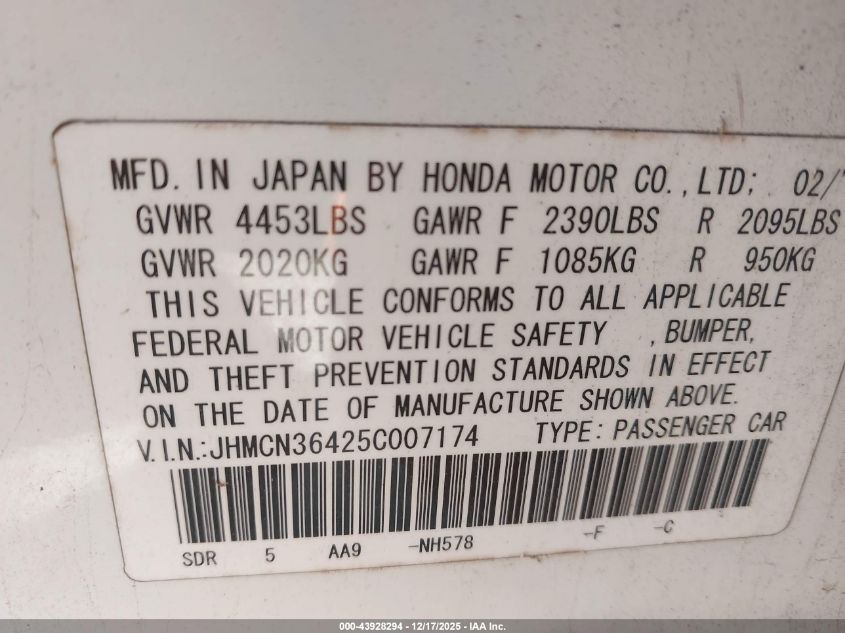 MFD. IN JAPAN BY HONDA MOTOR CO.,LTD; 02/
GVWR 4453LBS GAWR F 2390LBS R 2095LBS
GVWR 2020KG GAWR F 1085KG R 950KG
THIS VEHICLE CONFORMS TO ALL APPLICABLE
FEDERAL MOTOR VEHICLE SAFETY , BUMPER,
AND THEFT PREVENTION STANDARDS IN EFFECT
ON THE DATE OF MANUFACTURE SHOWN ABOVE.
V.I.N.:JHMCN36425C007174 TYPE: PASSENGER CAR
SDR 5 AA9 -NH578 -F -C
000-43928294 - 12/17/2025 - IAA Inc.